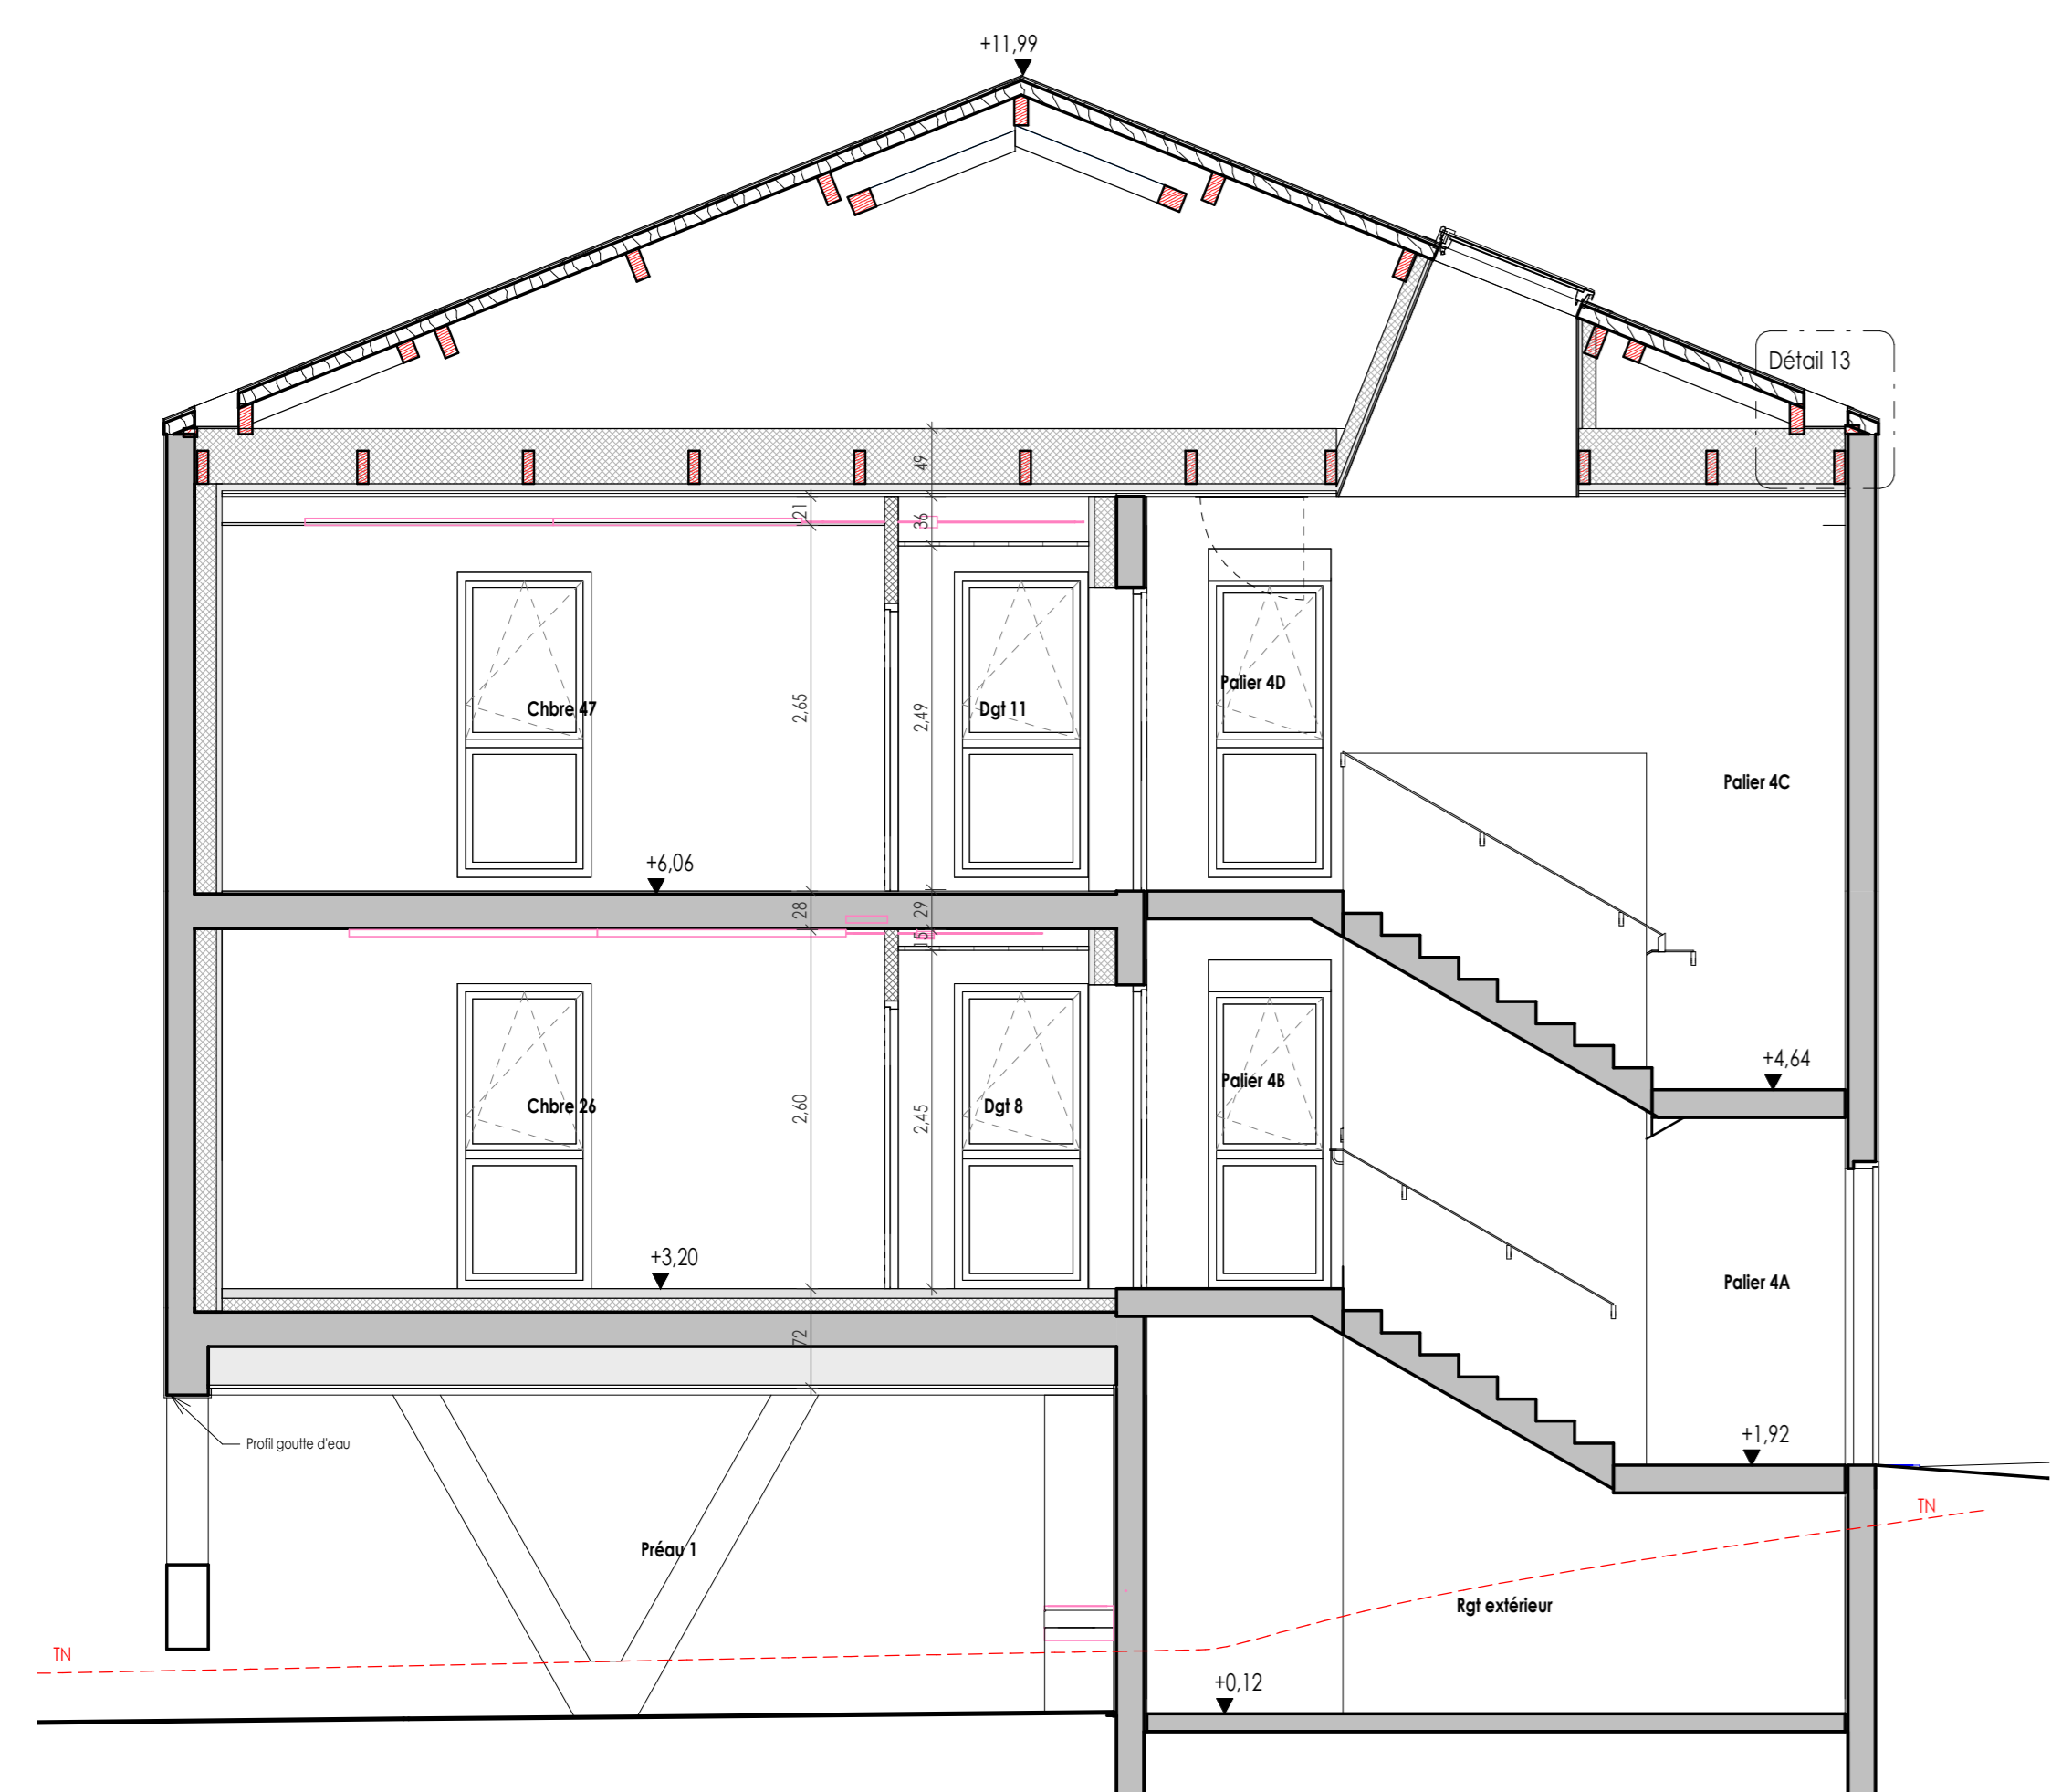 +11,99
Détail 13
49
21
36
2,65
2,49
Chbre 47
Dgt 11
Palier 4D
Palier 4C
+6,06
28
29
15
+4,64
Chbre 26
2,60
2,45
Dgt 8
Palier 4B
+3,20
Palier 4A
72
+1,92
Profil goutte d'eau
TN
Préau 1
Rgt extérieur
TN
+0,12